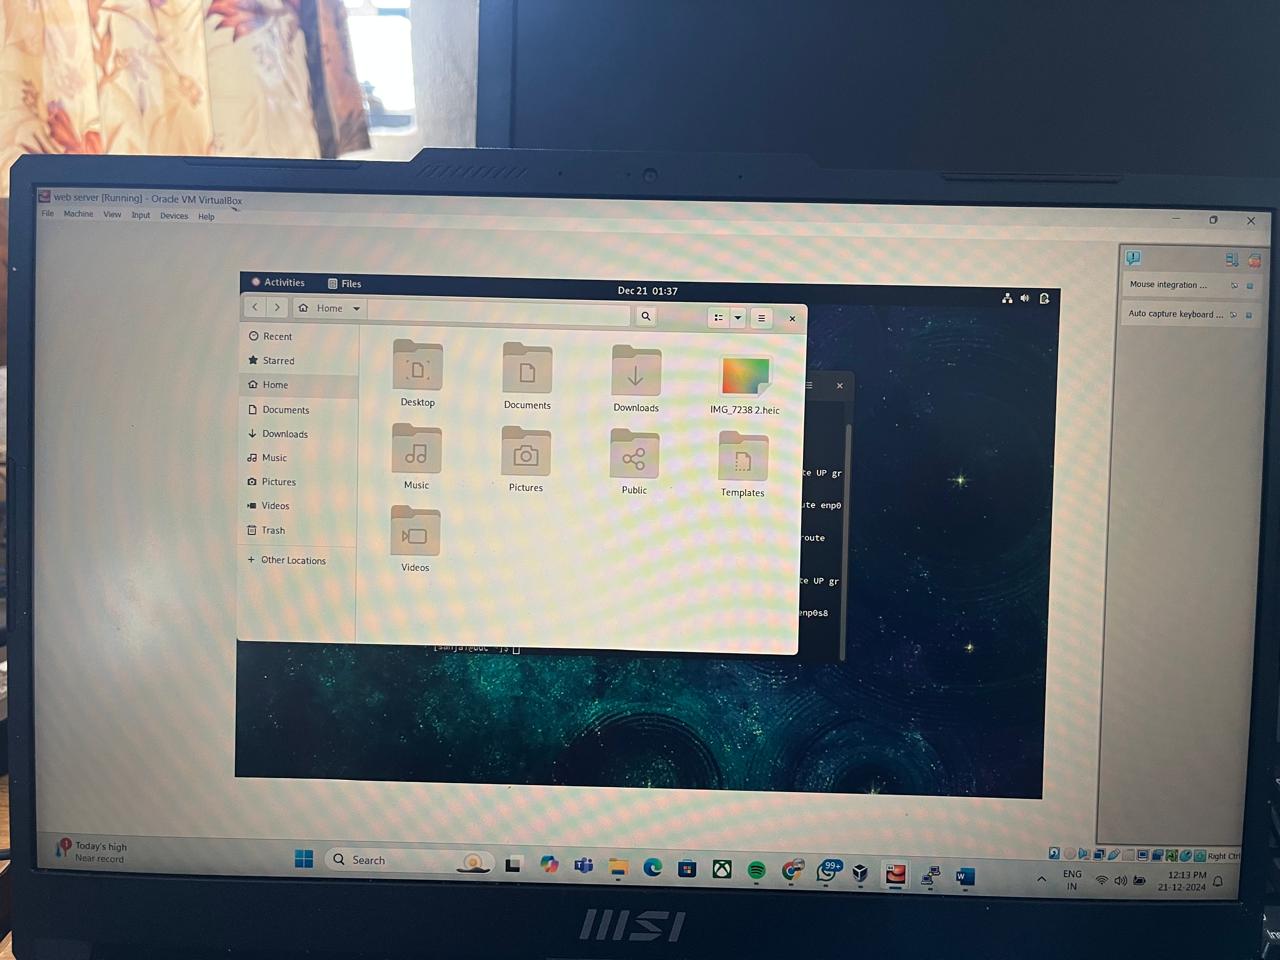 web server [Running] - Oracle VM VirtualBox
File Machine View Input Devices Help
Mouse integration ...
Auto capture keyboard ...
Activities Files
Dec 21 01:37
Home
Recent
Starred
Home
Documents
Downloads
Music
Pictures
Videos
Trash
+ Other Locations
Desktop
Documents
Downloads
IMG_7238 2.heic
Music
Pictures
Public
Templates
Videos
te UP gr
ute enp0
route
te UP gr
enp0s8
Right Ctrl
Today's high
Near record
Search
99+
ENG
IN
12:13 PM
21-12-2024
msi